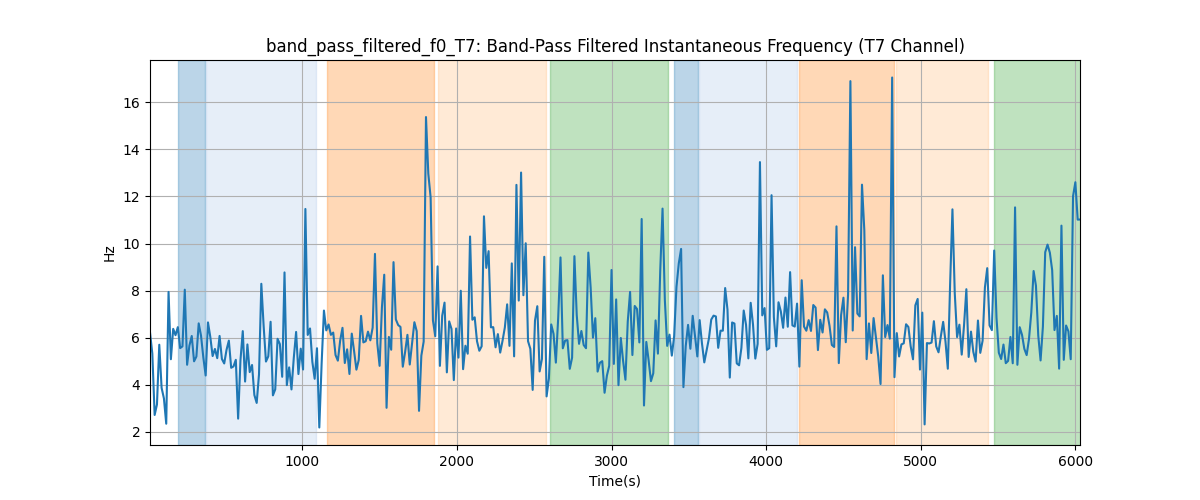 band_pass_filtered_f0_T7: Band-Pass Filtered Instantaneous Frequency (T7 Channel)
16
14
12
10
8
6
4
2
Hz
1000 2000 3000 4000 5000 6000
Time(s)